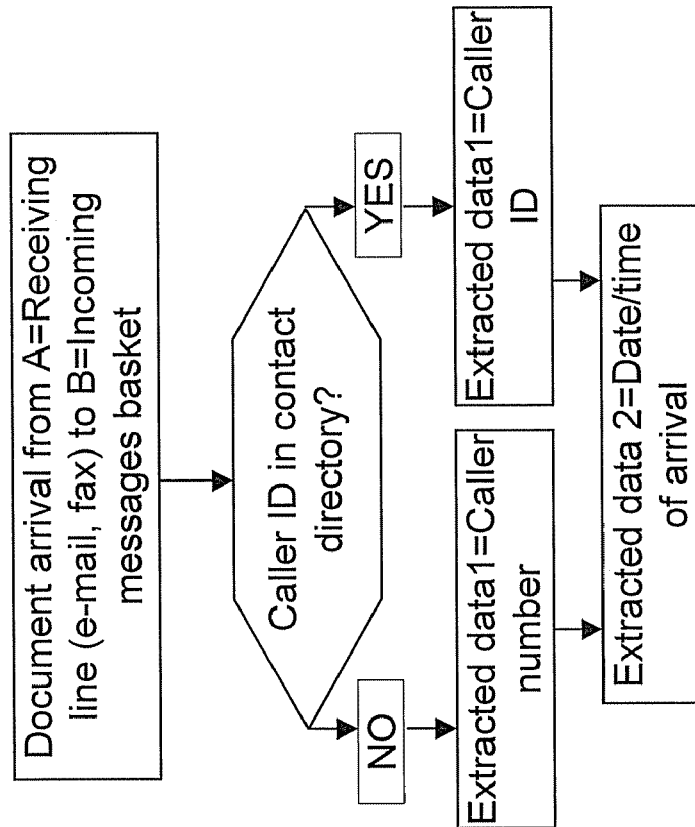 Document arrival from A=Receiving
line (e-mail, fax) to B=Incoming
messages basket
Caller ID in contact
directory?
NO
YES
Extracted data1=Caller
number
Extracted data1=Caller
ID
Extracted data 2=Date/time
of arrival